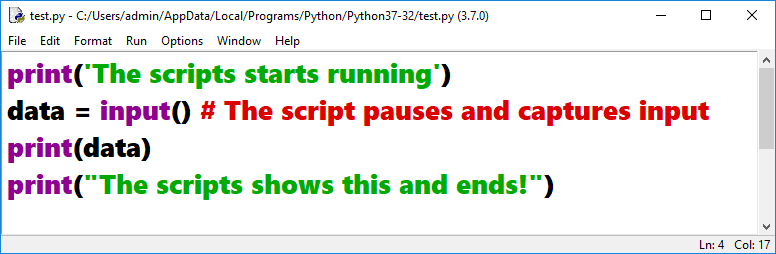 test.py - C:/Users/admin/AppData/Local/Programs/Python/Python37-32/test.py (3.7.0)
File Edit Format Run Options Window Help
print('The scripts starts running')
data = input() # The script pauses and captures input
print(data)
print("The scripts shows this and ends!")
Ln: 4 Col: 17